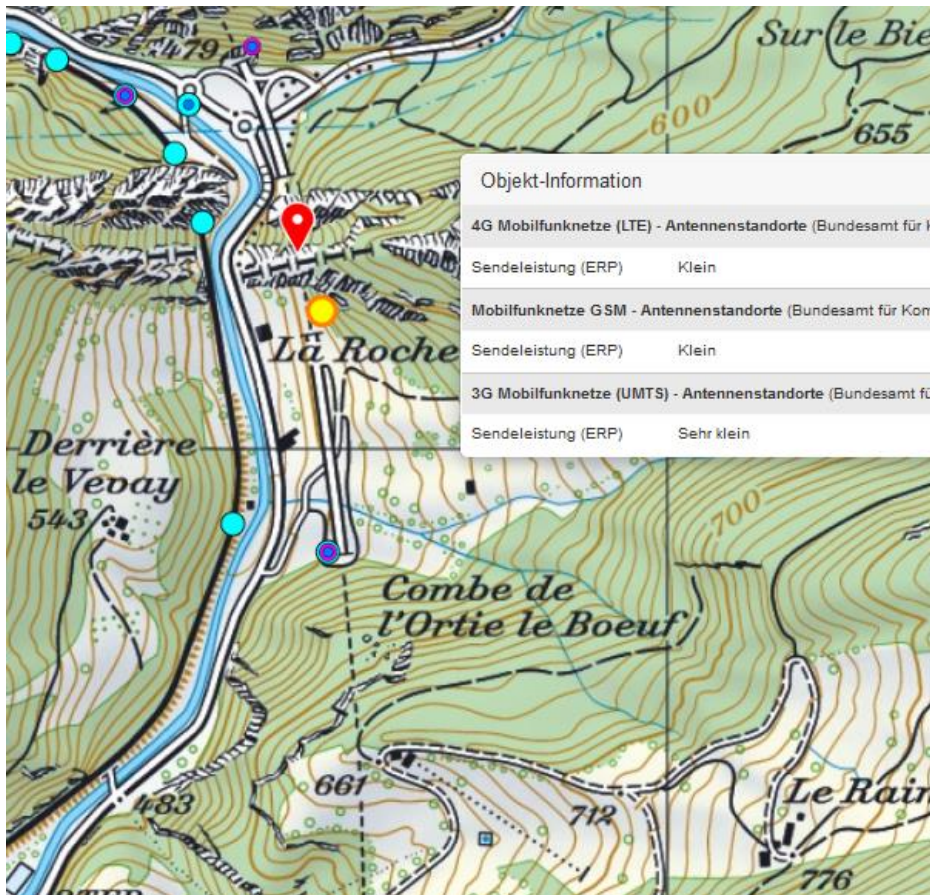 479
Sur le Bie
600
655
Objekt-Information
4G Mobilfunknetze (LTE) - Antennenstandorte (Bundesamt für
Sendeleistung (ERP) Klein
Mobilfunknetze GSM - Antennenstandorte (Bundesamt für Kom
Sendeleistung (ERP) Klein
3G Mobilfunknetze (UMTS) - Antennenstandorte (Bundesamt fü
Sendeleistung (ERP) Sehr klein
La Roche
Derrière
le Vevay
543
700
Combe de
l'Ortie le Boeuf
661
483
712
Le Rain
776